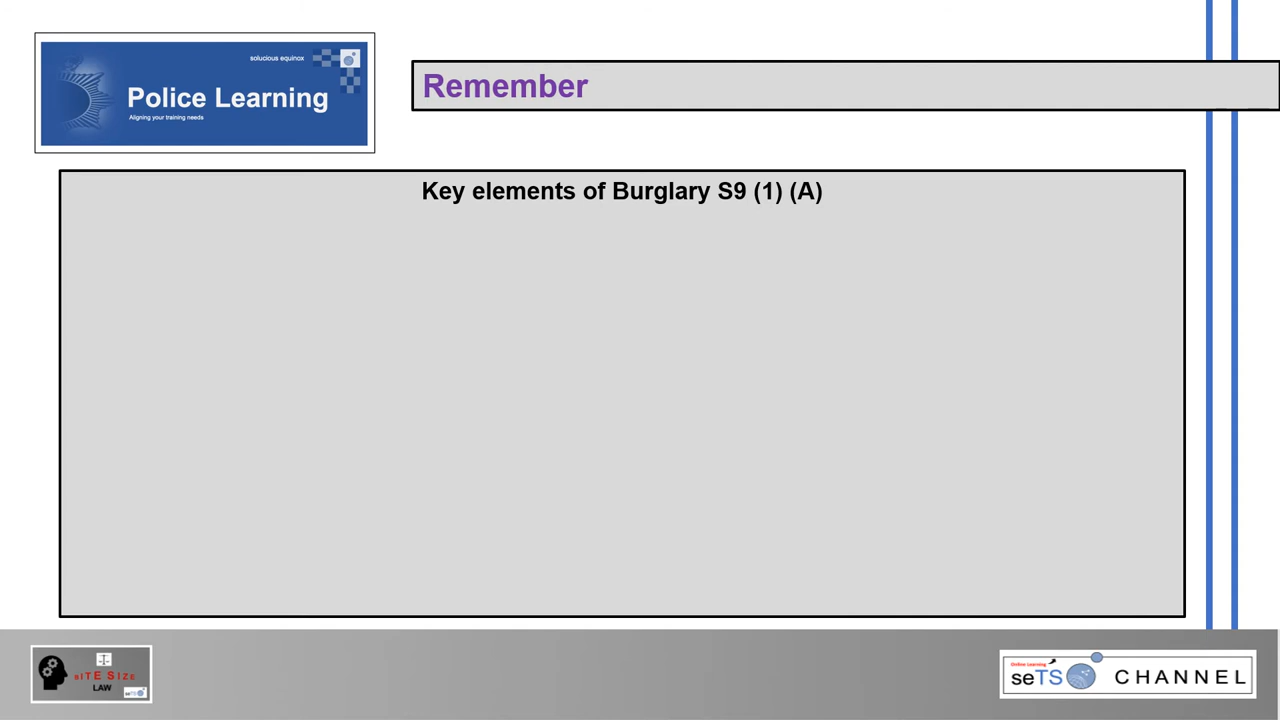 solucious equinox
Police Learning
Aligning your training needs
Remember
Key elements of Burglary S9 (1) (A)
sITE SIzE
LAW
seTS
Online Learning
seTS CHANNEL